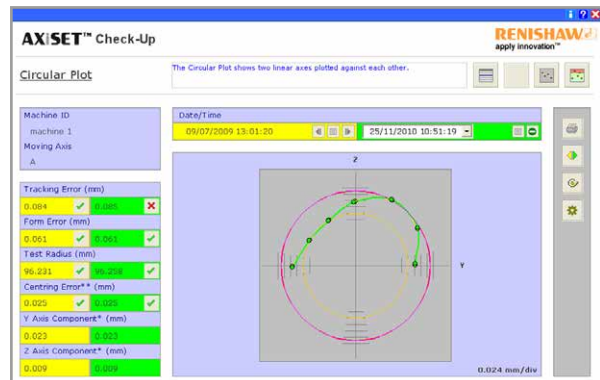 AXiSET™ Check-Up
RENISHAW
apply innovation™
Circular Plot
The Circular Plot shows two linear axes plotted against each other.
Machine ID
machine 1
Moving Axis
A
Date/Time
09/07/2009 13:01:20
25/11/2010 10:51:19
Tracking Error (mm)
0.084 0.085
Form Error (mm)
0.061 0.061
Test Radius (mm)
96.231 96.258
Centring Error** (mm)
0.025 0.025
Y Axis Component* (mm)
0.023 0.023
Z Axis Component* (mm)
0.009 0.009
Z
Y
0.024 mm/div